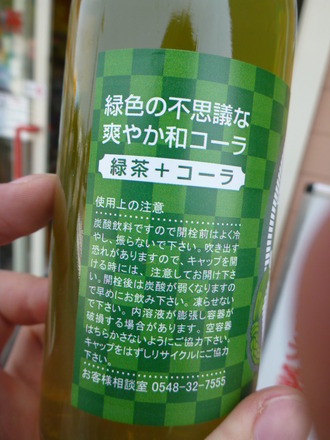 緑色の不思議な
爽やか和コーラ
緑茶＋コーラ
使用上の注意
炭酸飲料ですので開栓前はよく冷
やし、振らないで下さい。吹き出す
恐れがありますので、キャップを開
ける時には、注意してお開け下さ
い。開栓後は炭酸が弱くなりますの
で早めにお飲み下さい。凍らせない
で下さい。内溶液が膨張し容器が
破損する場合があります。空容器
はちらかさないようにご協力下さい。
キャップをはずしリサイクルにご協力
下さい。
お客様相談室 0548-32-7555